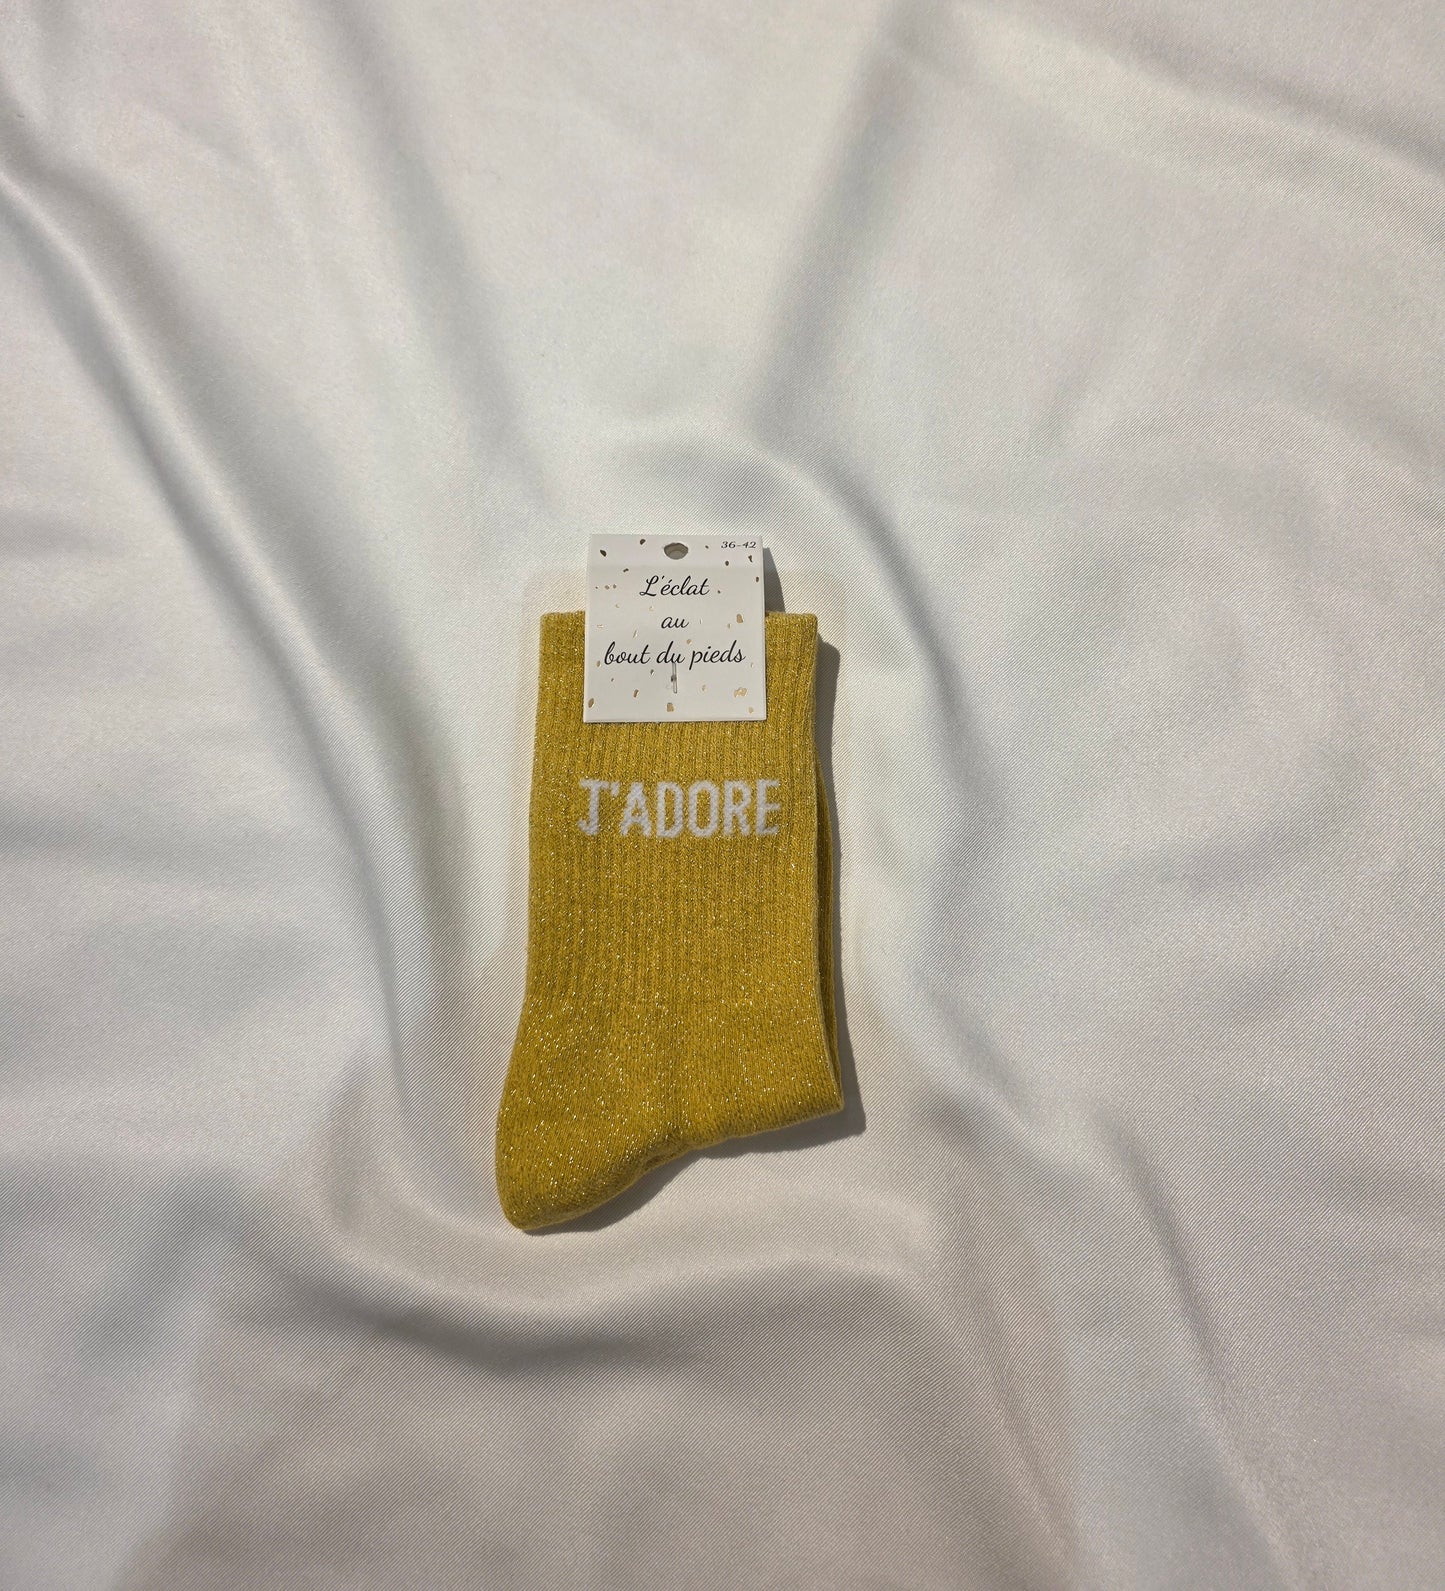 36-42
L'éclat
au
bout du pieds
J'ADORE